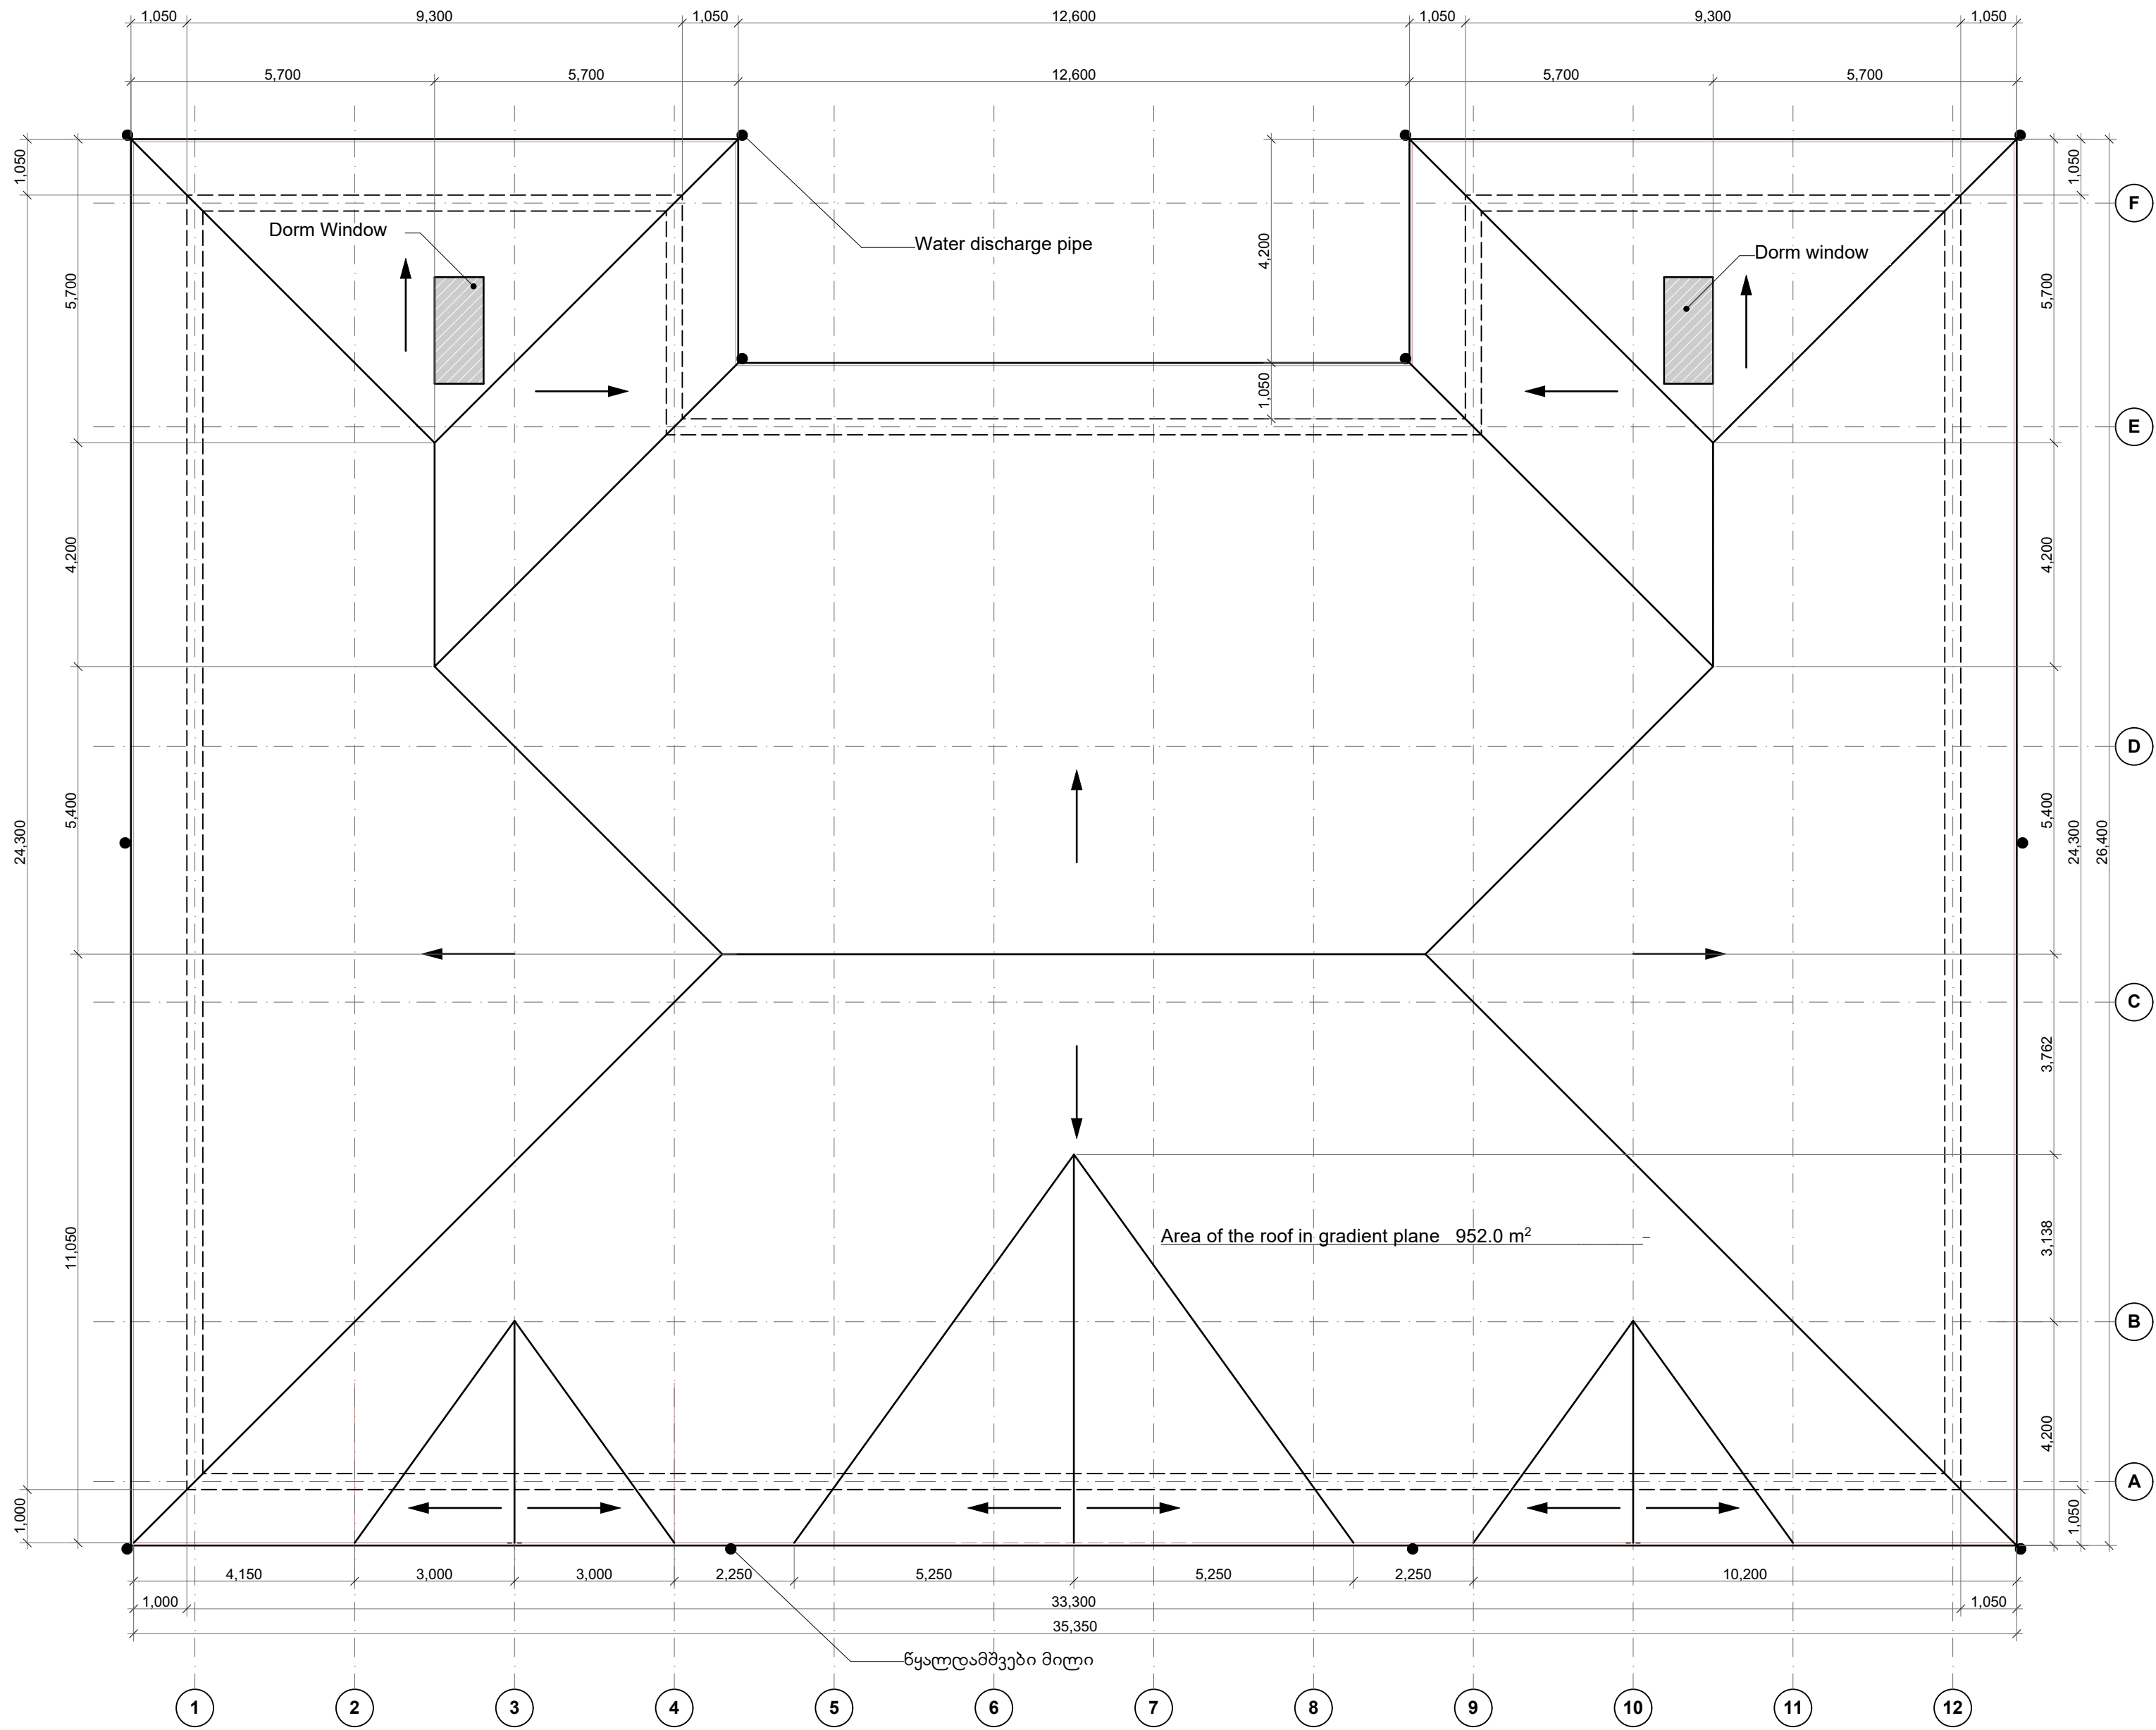 1,050 9,300 1,050 12,600 1,050 9,300 1,050
5,700 5,700 12,600 5,700 5,700
1,050
1,050
F
Dorm Window
Water discharge pipe
4,200
Dorm window
5,700
5,700
1,050
E
4,200
4,200
D
5,400
5,400
24,300
24,300
26,400
C
3,762
Area of the roof in gradient plane 952.0 m²
11,050
3,138
B
4,200
A
1,000
1,050
4,150 3,000 3,000 2,250 5,250 5,250 2,250 10,200
1,000 33,300 1,050
35,350
წყალდამშვები მილი
1 2 3 4 5 6 7 8 9 10 11 12